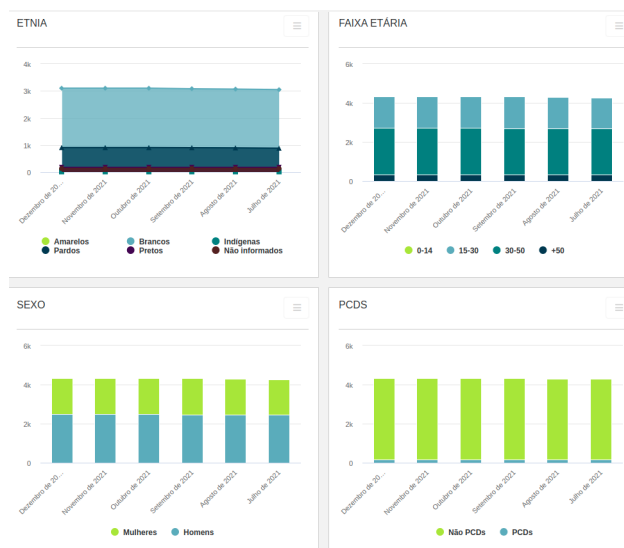 ETNIA
4k
3k
2k
1k
0
Dezembro de 20...
Novembro de 2021
Outubro de 2021
Setembro de 2021
Agosto de 2021
Julho de 2021
Amarelos Brancos Indígenas
Pardos Pretos Não informados
FAIXA ETÁRIA
6k
4k
2k
0
Dezembro de 20...
Novembro de 2021
Outubro de 2021
Setembro de 2021
Agosto de 2021
Julho de 2021
0-14 15-30 30-50 +50
SEXO
6k
4k
2k
0
Dezembro de 20...
Novembro de 2021
Outubro de 2021
Setembro de 2021
Agosto de 2021
Julho de 2021
Mulheres Homens
PCDS
6k
4k
2k
0
Dezembro de 20...
Novembro de 2021
Outubro de 2021
Setembro de 2021
Agosto de 2021
Julho de 2021
Não PCDs PCDs